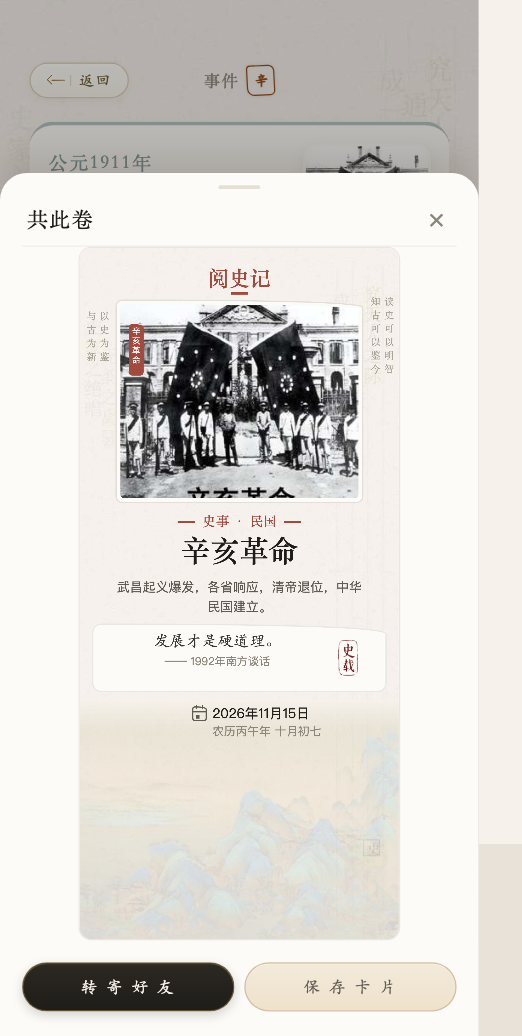 返回
事件
辛
公元1911年
共此卷
阅史记
读史可以明智
知古可以鉴今
以史为鉴
与古为新
辛亥革命
辛亥革命
史事 · 民国
辛亥革命
武昌起义爆发，各省响应，清帝退位，中华
民国建立。
发展才是硬道理。
—— 1992年南方谈话
史载
2026年11月15日
农历丙午年 十月初七
转寄好友
保存卡片